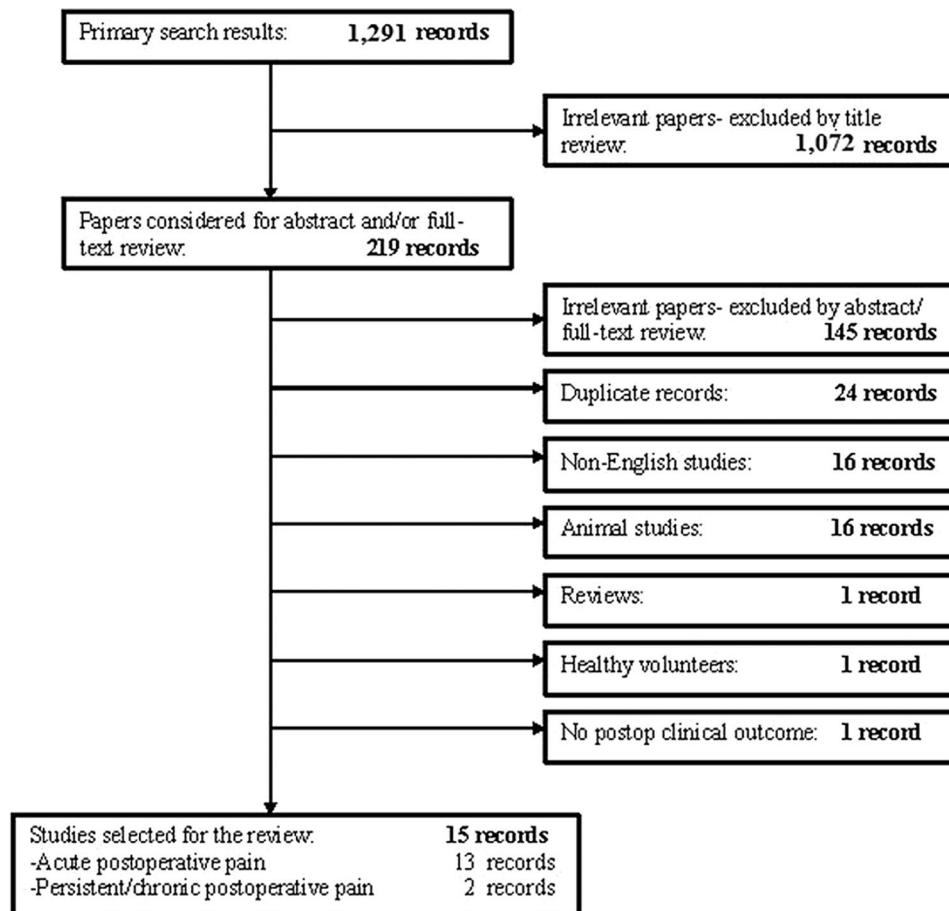 Primary search results: 1,291 records
Irrelevant papers- excluded by title
review: 1,072 records
Papers considered for abstract and/or full-
text review: 219 records
Irrelevant papers- excluded by abstract/
full-text review: 145 records
Duplicate records: 24 records
Non-English studies: 16 records
Animal studies: 16 records
Reviews: 1 record
Healthy volunteers: 1 record
No postop clinical outcome: 1 record
Studies selected for the review: 15 records
-Acute postoperative pain 13 records
-Persistent/chronic postoperative pain 2 records